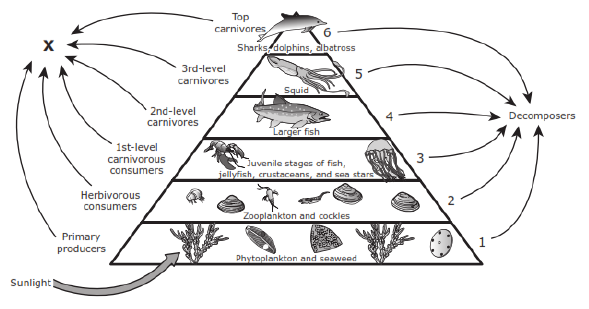 Top
carnivores
6
Sharks, dolphins, albatross
X
3rd-level
carnivores
5
Squid
2nd-level
carnivores
4
Decomposers
Larger fish
1st-level
carnivorous
consumers
3
Juvenile stages of fish,
jellyfish, crustaceans, and sea stars
Herbivorous
consumers
2
Zooplankton and cockles
Primary
producers
1
Phytoplankton and seaweed
Sunlight